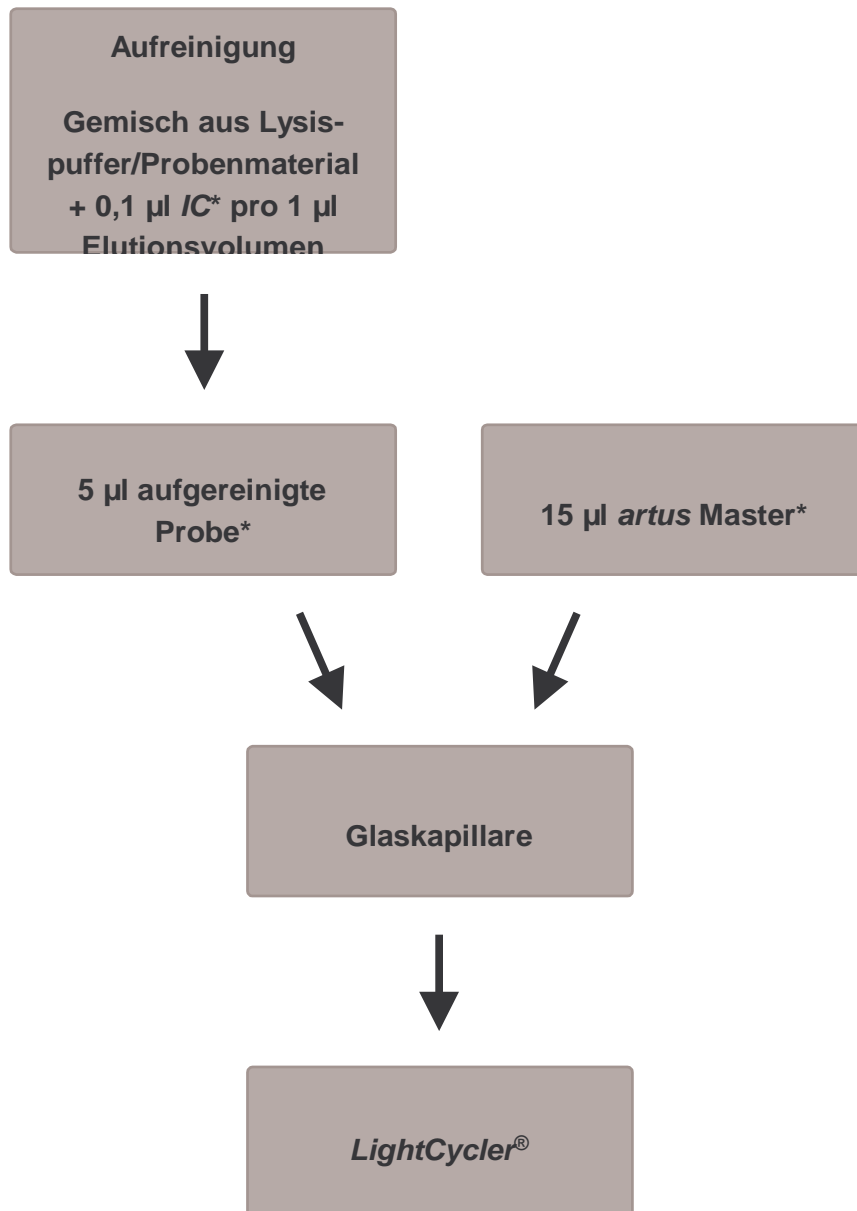 Aufreinigung
Gemisch aus Lysis-
puffer/Probenmaterial
+ 0,1 µl IC* pro 1 µl
Elutionsvolumen
5 µl aufgereinigte
Probe*
15 µl artus Master*
Glaskapillare
LightCycler®